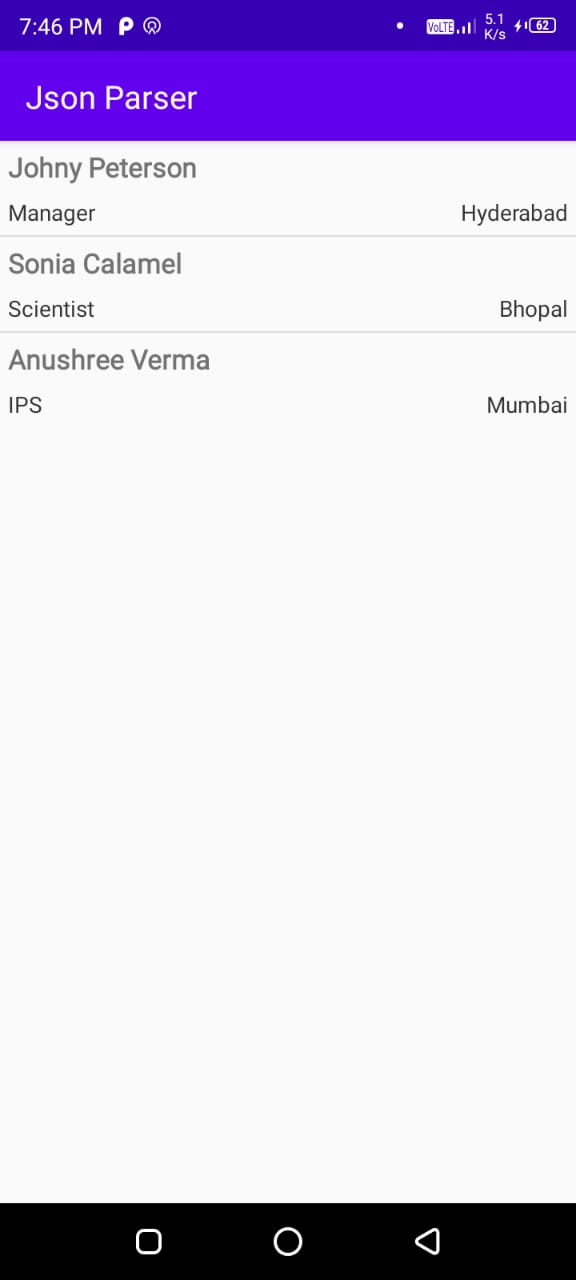 7:46 PM VoLTE 5.1 K/s 62
Json Parser
Johny Peterson
Manager Hyderabad
Sonia Calamel
Scientist Bhopal
Anushree Verma
IPS Mumbai